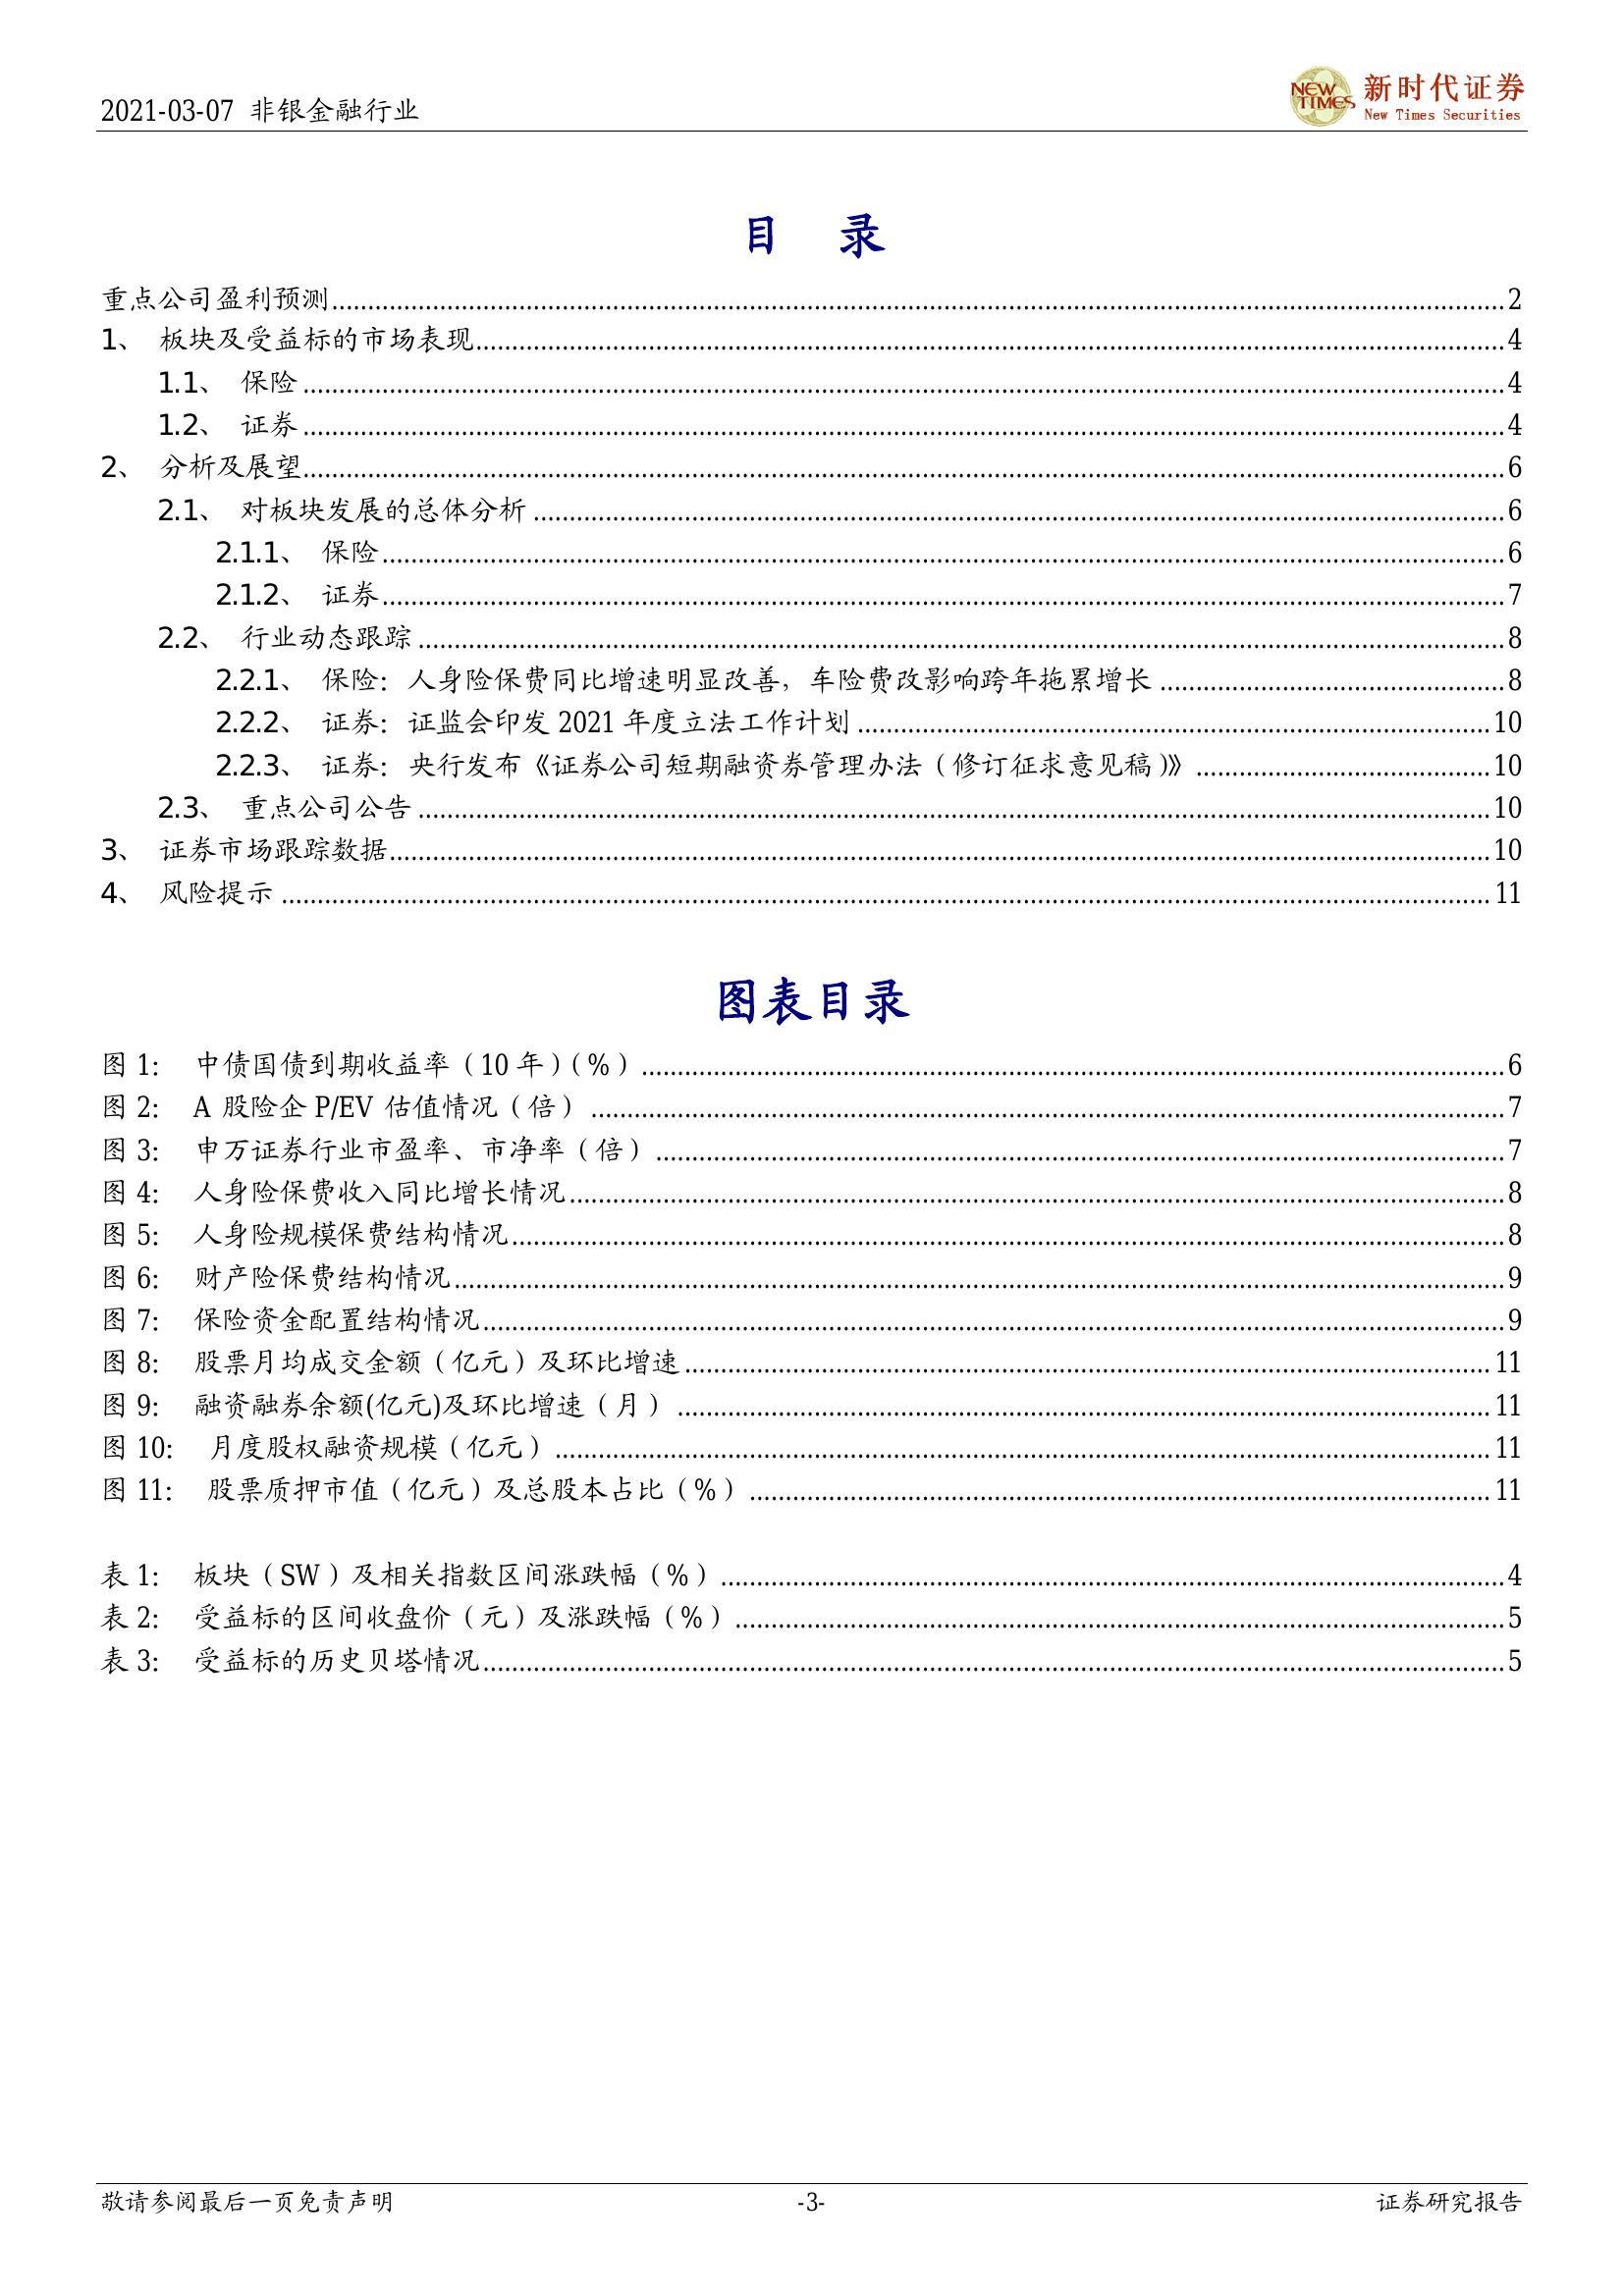 2021-03-07 非银金融行业
NEW TIMES 新时代证券
New Times Securities
目 录
重点公司盈利预测........2
1、 板块及受益标的市场表现........4
1.1、 保险........4
1.2、 证券........4
2、 分析及展望........6
2.1、 对板块发展的总体分析........6
2.1.1、 保险........6
2.1.2、 证券........7
2.2、 行业动态跟踪........8
2.2.1、 保险：人身险保费同比增速明显改善，车险费改影响跨年拖累增长........8
2.2.2、 证券：证监会印发 2021 年度立法工作计划........10
2.2.3、 证券：央行发布《证券公司短期融资券管理办法（修订征求意见稿）》........10
2.3、 重点公司公告........10
3、 证券市场跟踪数据........10
4、 风险提示........11
图表目录
图 1： 中债国债到期收益率（10 年）（%）........6
图 2： A 股险企 P/EV 估值情况（倍）........7
图 3： 申万证券行业市盈率、市净率（倍）........7
图 4： 人身险保费收入同比增长情况........8
图 5： 人身险规模保费结构情况........8
图 6： 财产险保费结构情况........9
图 7： 保险资金配置结构情况........9
图 8： 股票月均成交金额（亿元）及环比增速........11
图 9： 融资融券余额(亿元)及环比增速（月）........11
图 10： 月度股权融资规模（亿元）........11
图 11： 股票质押市值（亿元）及总股本占比（%）........11
表 1： 板块（SW）及相关指数区间涨跌幅（%）........4
表 2： 受益标的区间收盘价（元）及涨跌幅（%）........5
表 3： 受益标的历史贝塔情况........5
敬请参阅最后一页免责声明 -3- 证券研究报告